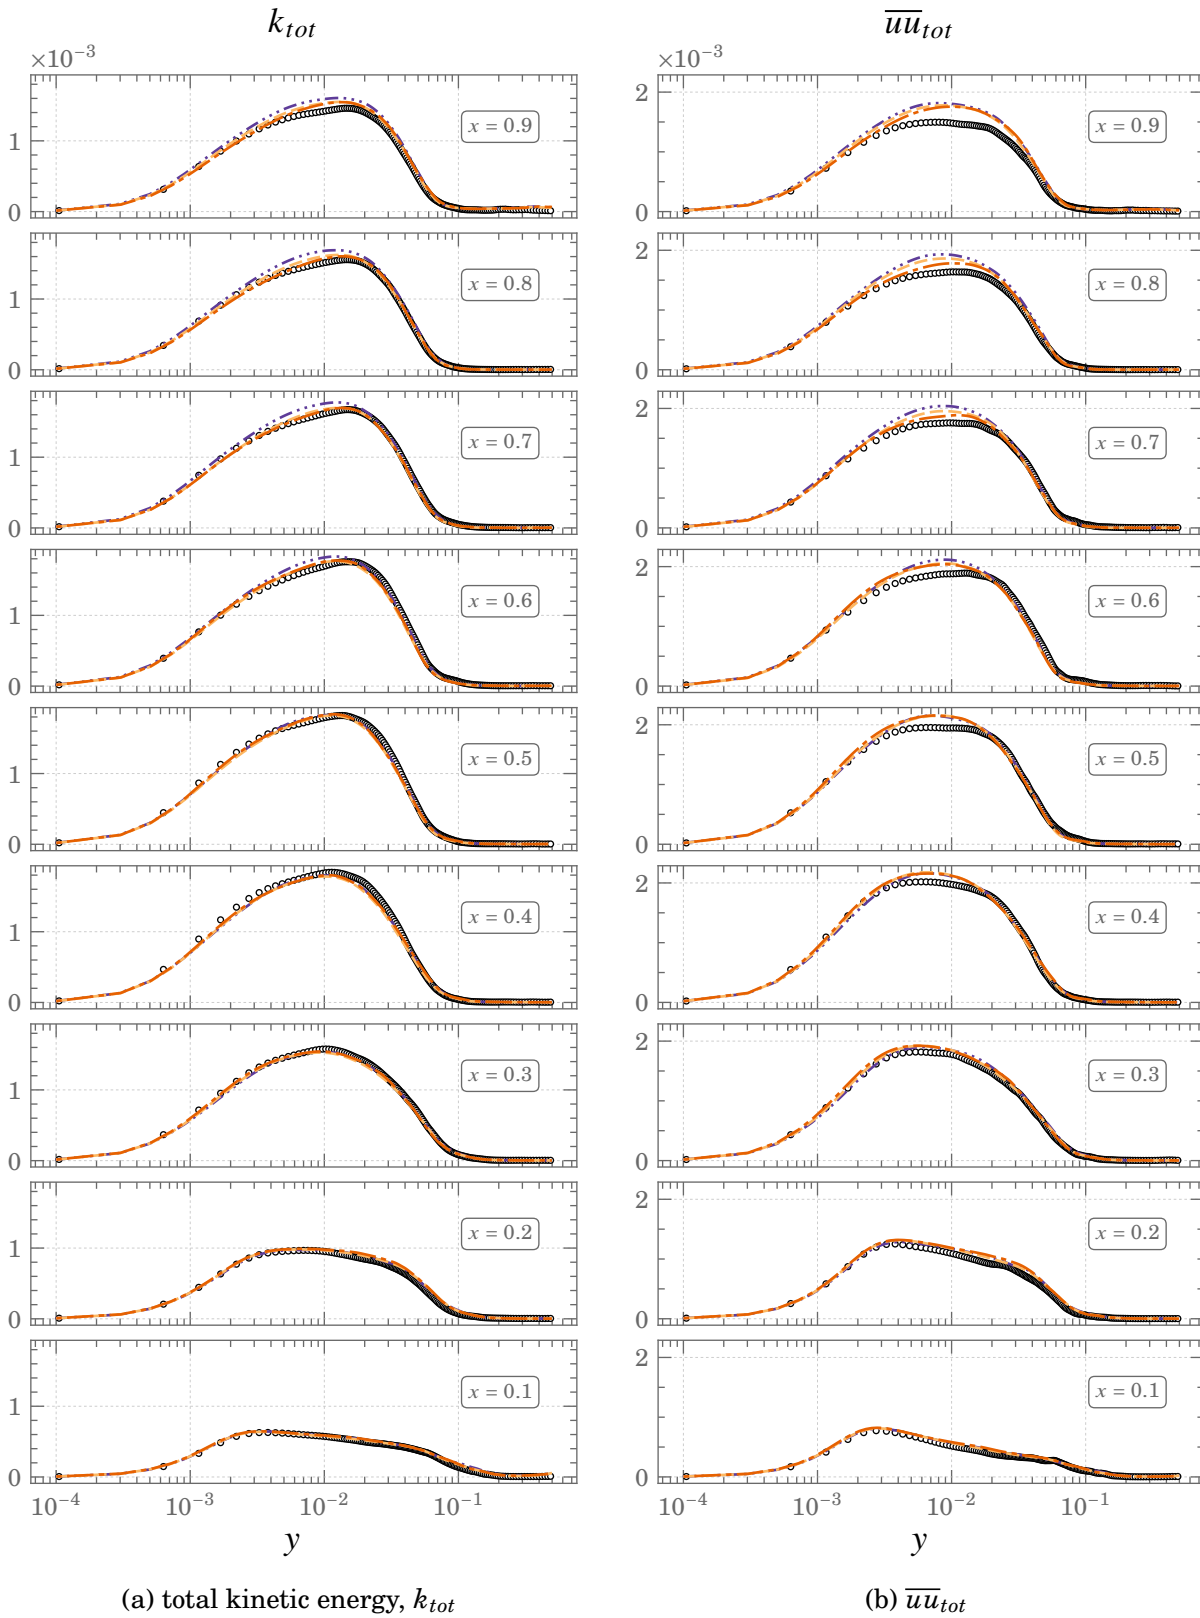 k_tot
u̅u̅_tot
×10⁻³
×10⁻³
1
0
x = 0.9
2
0
x = 0.9
1
0
x = 0.8
2
0
x = 0.8
1
0
x = 0.7
2
0
x = 0.7
1
0
x = 0.6
2
0
x = 0.6
1
0
x = 0.5
2
0
x = 0.5
1
0
x = 0.4
2
0
x = 0.4
1
0
x = 0.3
2
0
x = 0.3
1
0
x = 0.2
2
0
x = 0.2
1
0
x = 0.1
2
0
x = 0.1
10⁻⁴ 10⁻³ 10⁻² 10⁻¹
10⁻⁴ 10⁻³ 10⁻² 10⁻¹
y
y
(a) total kinetic energy, k_tot
(b) u̅u̅_tot